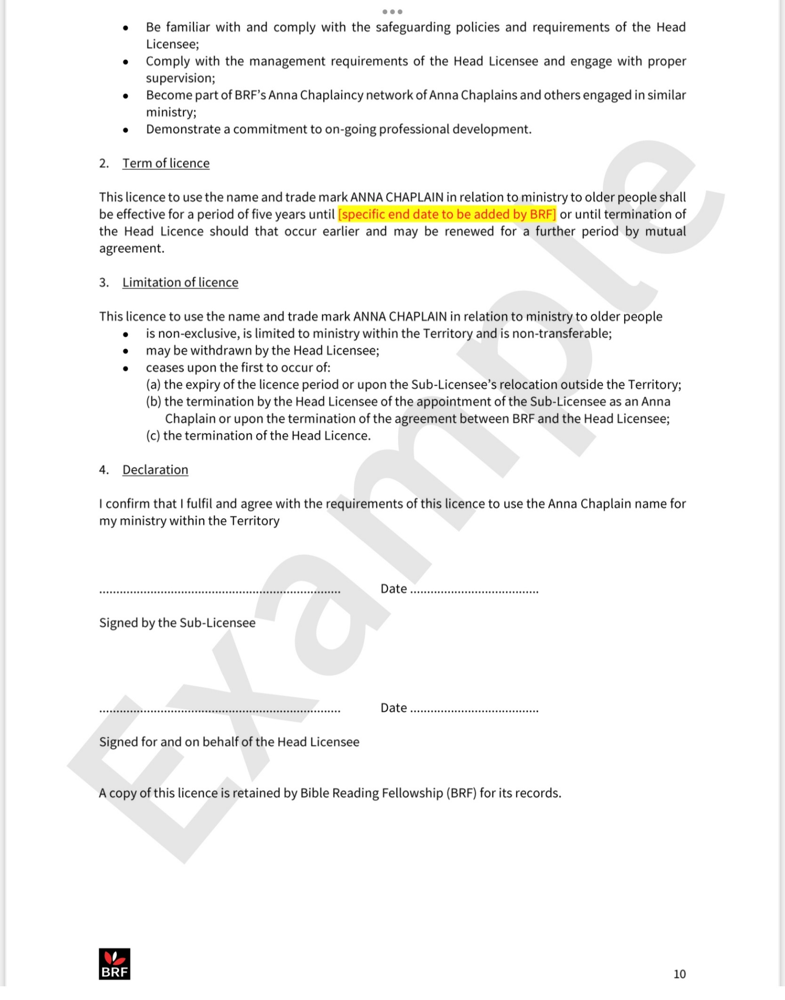 • Be familiar with and comply with the safeguarding policies and requirements of the Head
Licensee;
• Comply with the management requirements of the Head Licensee and engage with proper
supervision;
• Become part of BRF’s Anna Chaplaincy network of Anna Chaplains and others engaged in similar
ministry;
• Demonstrate a commitment to on-going professional development.
2. Term of licence
This licence to use the name and trade mark ANNA CHAPLAIN in relation to ministry to older people shall
be effective for a period of five years until [specific end date to be added by BRF] or until termination of
the Head Licence should that occur earlier and may be renewed for a further period by mutual
agreement.
3. Limitation of licence
This licence to use the name and trade mark ANNA CHAPLAIN in relation to ministry to older people
• is non-exclusive, is limited to ministry within the Territory and is non-transferable;
• may be withdrawn by the Head Licensee;
• ceases upon the first to occur of:
(a) the expiry of the licence period or upon the Sub-Licensee’s relocation outside the Territory;
(b) the termination by the Head Licensee of the appointment of the Sub-Licensee as an Anna
Chaplain or upon the termination of the agreement between BRF and the Head Licensee;
(c) the termination of the Head Licence.
4. Declaration
I confirm that I fulfil and agree with the requirements of this licence to use the Anna Chaplain name for
my ministry within the Territory
....................................................................... Date ......................................
Signed by the Sub-Licensee
....................................................................... Date ......................................
Signed for and on behalf of the Head Licensee
A copy of this licence is retained by Bible Reading Fellowship (BRF) for its records.
Example
BRF
10